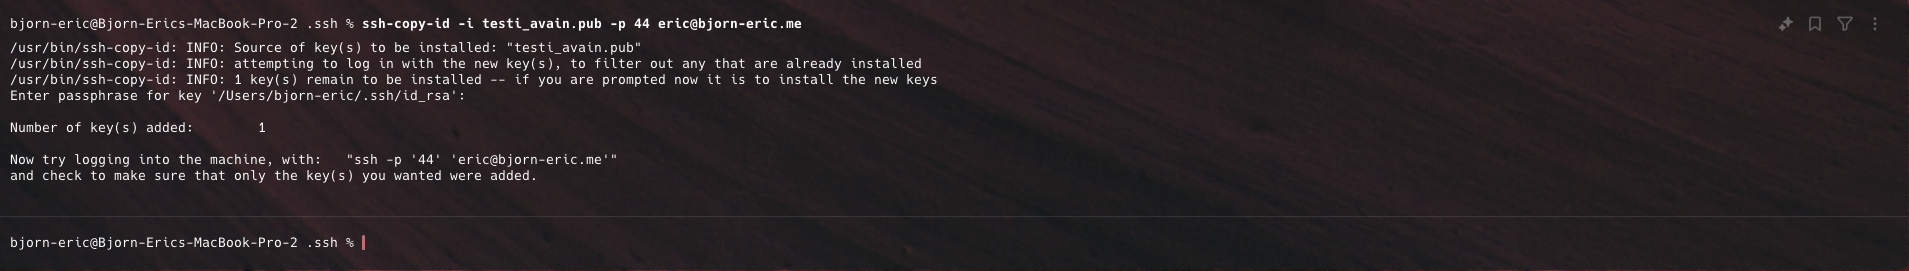 bjorn-eric@Bjorn-Erics-MacBook-Pro-2 .ssh % ssh-copy-id -i testi_avain.pub -p 44 eric@bjorn-eric.me
/usr/bin/ssh-copy-id: INFO: Source of key(s) to be installed: "testi_avain.pub"
/usr/bin/ssh-copy-id: INFO: attempting to log in with the new key(s), to filter out any that are already installed
/usr/bin/ssh-copy-id: INFO: 1 key(s) remain to be installed -- if you are prompted now it is to install the new keys
Enter passphrase for key '/Users/bjorn-eric/.ssh/id_rsa':
Number of key(s) added:        1
Now try logging into the machine, with:   "ssh -p '44' 'eric@bjorn-eric.me'"
and check to make sure that only the key(s) you wanted were added.
bjorn-eric@Bjorn-Erics-MacBook-Pro-2 .ssh %